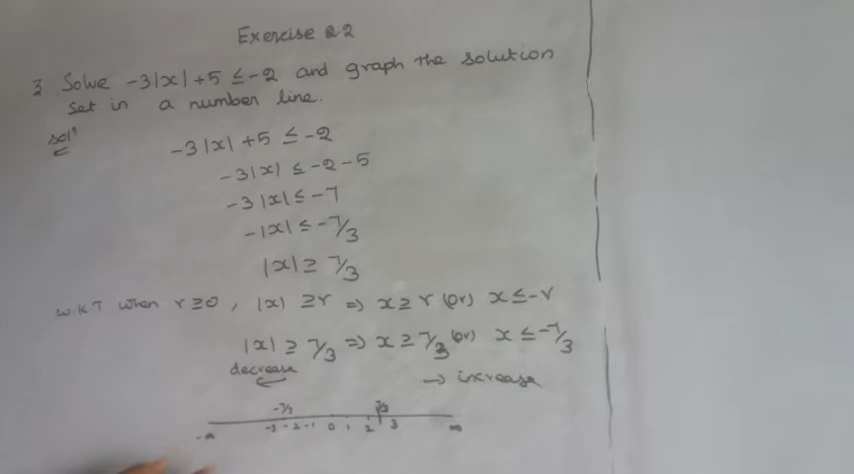 Exercise 2.2
3 Solve -3|x| + 5 ≤ -2 and graph the solution
set in a number line.
Solⁿ
-3|x| + 5 ≤ -2
-3|x| ≤ -2 - 5
-3|x| ≤ -7
-|x| ≤ -7/3
|x| ≥ 7/3
W.K.T when r ≥ 0, |x| ≥ r ⇒ x ≥ r (or) x ≤ -r
|x| ≥ 7/3 ⇒ x ≥ 7/3 (or) x ≤ -7/3
decrease → increase
-7/3 7/3
-∞ -3 -2 -1 0 1 2 3 ∞